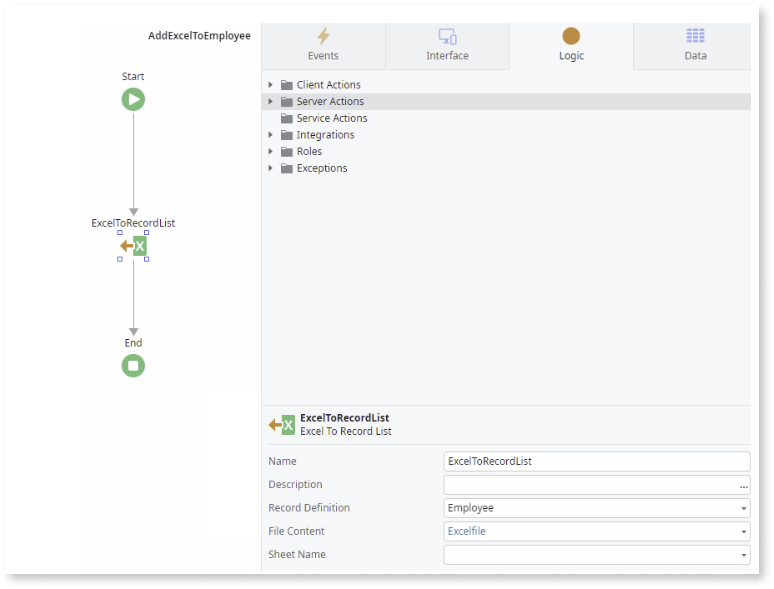 AddExcelToEmployee
Start
ExcelToRecordList
End
Events
Interface
Logic
Data
Client Actions
Server Actions
Service Actions
Integrations
Roles
Exceptions
ExcelToRecordList
Excel To Record List
Name ExcelToRecordList
Description ...
Record Definition Employee
File Content Excelfile
Sheet Name